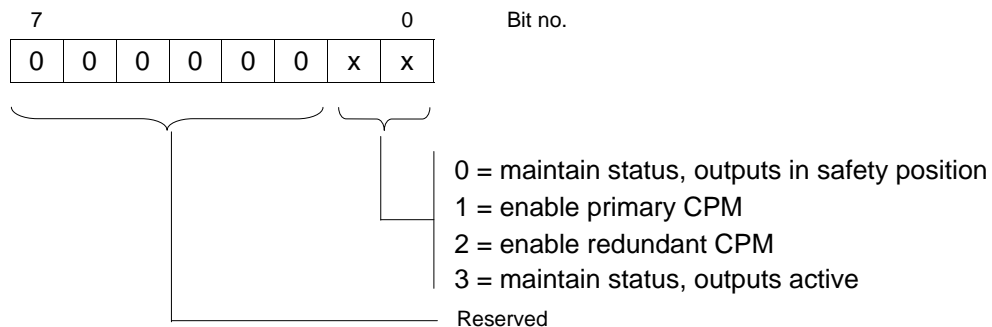 7 0 Bit no.
0 0 0 0 0 0 x x
0 = maintain status, outputs in safety position
1 = enable primary CPM
2 = enable redundant CPM
3 = maintain status, outputs active
Reserved